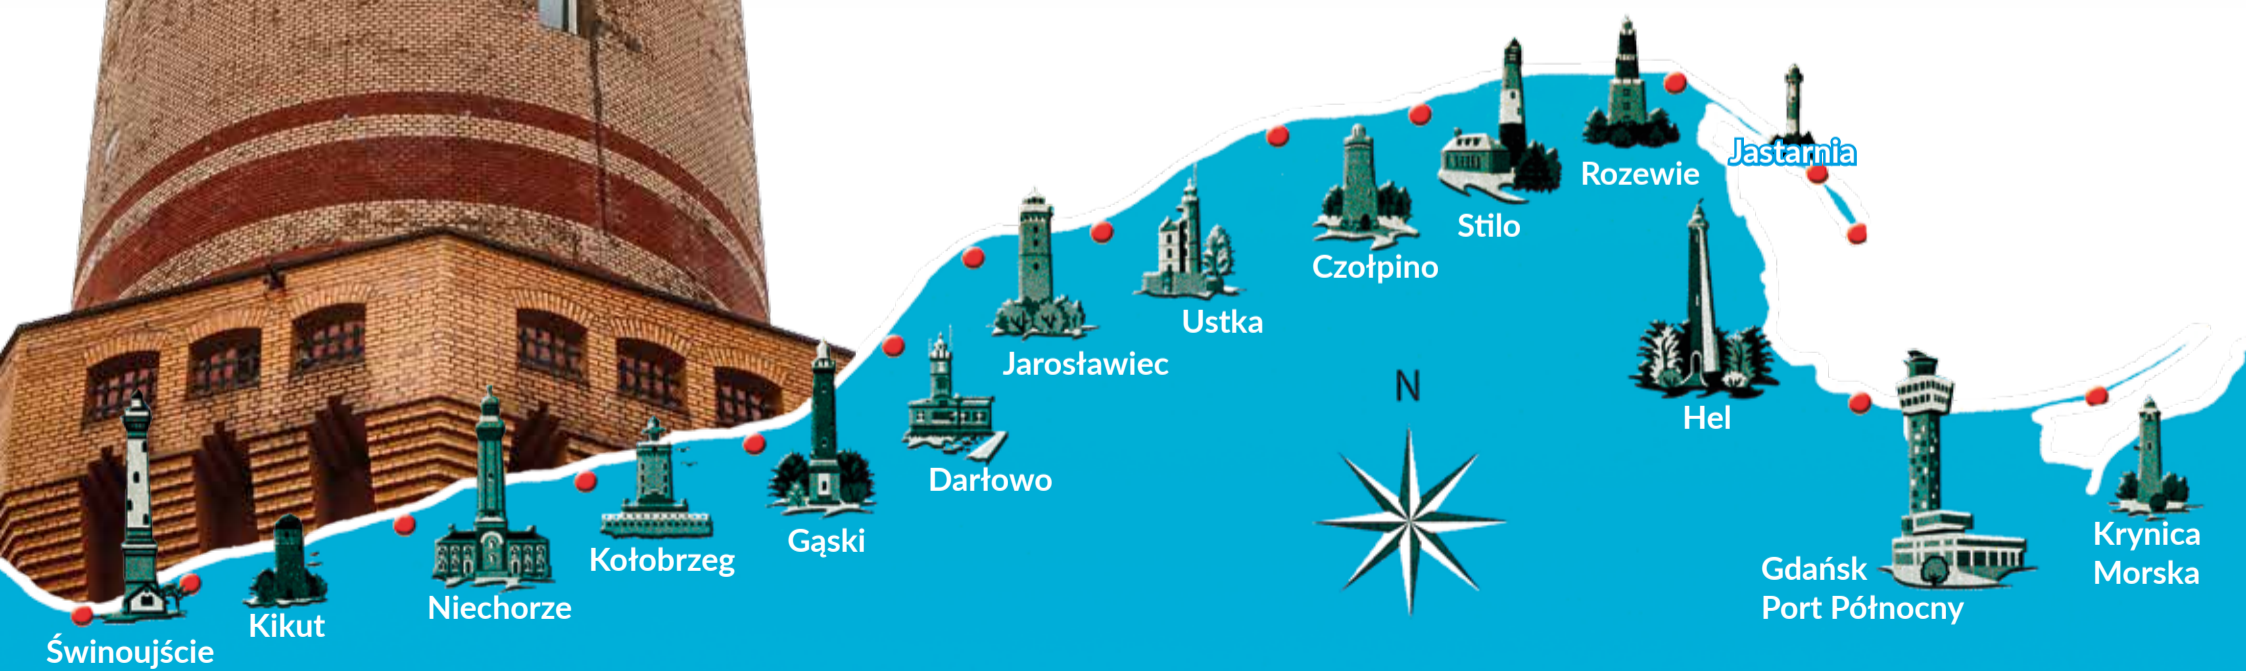 Świnoujście
Kikut
Niechorze
Kołobrzeg
Gąski
Darłowo
Jarosławiec
Ustka
Czołpino
Stilo
Rozewie
Jastarnia
Hel
N
Gdańsk
Port Północny
Krynica
Morska